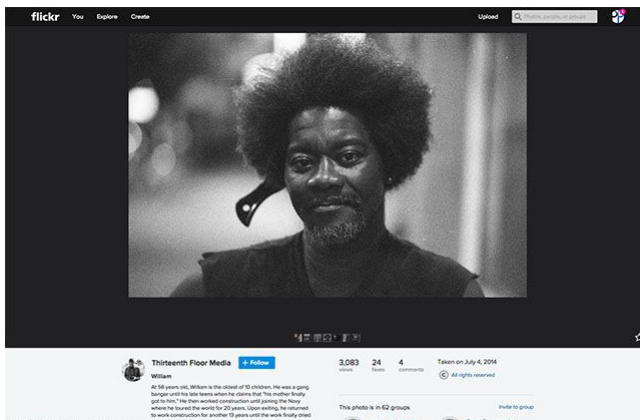 flickr You Explore Create Upload Photos, people, or groups
Thirteenth Floor Media + Follow
William
At 58 years old, William is the oldest of 10 children. He was a gang
banger until his late teens when he claims that "his mother finally
got to him." He then worked construction until joining the Navy
where he toured the world for 20 years. Upon exiting, he returned
to work construction for another 13 years until the work finally dried
3,083 24 4 Taken on July 4, 2014
views faves comments
All rights reserved
This photo is in 62 groups Invite to group